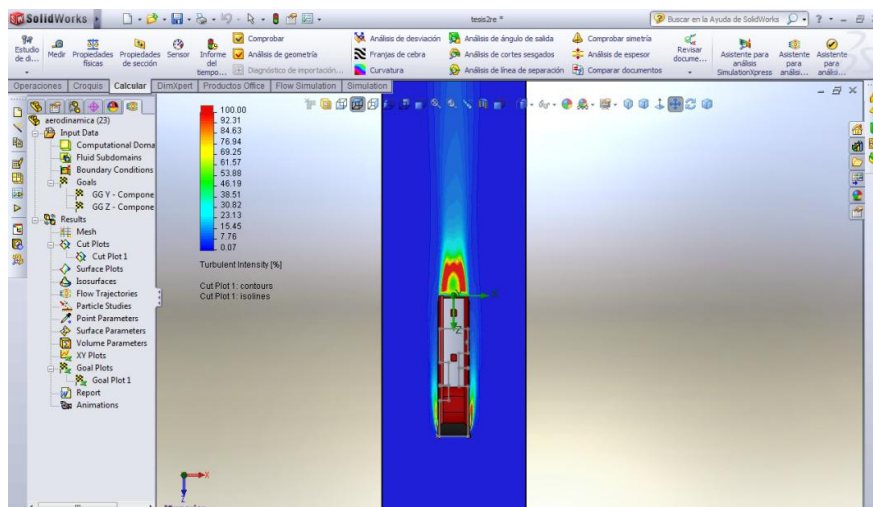 SolidWorks
tesis2re *
Buscar en la Ayuda de SolidWorks
Estudio de di...
Medir
Propiedades físicas
Propiedades de sección
Sensor
Informe del tiempo...
Comprobar
Análisis de geometría
Diagnóstico de importación...
Análisis de desviación
Franjas de cebra
Curvatura
Análisis de ángulo de salida
Análisis de cortes sesgados
Análisis de línea de separación
Comprobar simetría
Análisis de espesor
Comparar documentos
Revisar docume...
Asistente para análisis SimulationXpress
Asistente para anális...
Asistente para anális...
Operaciones
Croquis
Calcular
DimXpert
Productos Office
Flow Simulation
Simulation
aerodinamica (23)
Input Data
Computational Doma
Fluid Subdomains
Boundary Conditions
Goals
GG Y - Compone
GG Z - Compone
Results
Mesh
Cut Plots
Cut Plot 1
Surface Plots
Isosurfaces
Flow Trajectories
Particle Studies
Point Parameters
Surface Parameters
Volume Parameters
XY Plots
Goal Plots
Goal Plot 1
Report
Animations
100.00
92.31
84.63
76.94
69.25
61.57
53.88
46.19
38.51
30.82
23.13
15.45
7.76
0.07
Turbulent Intensity [%]
Cut Plot 1: contours
Cut Plot 1: isolines
Z
X
Z